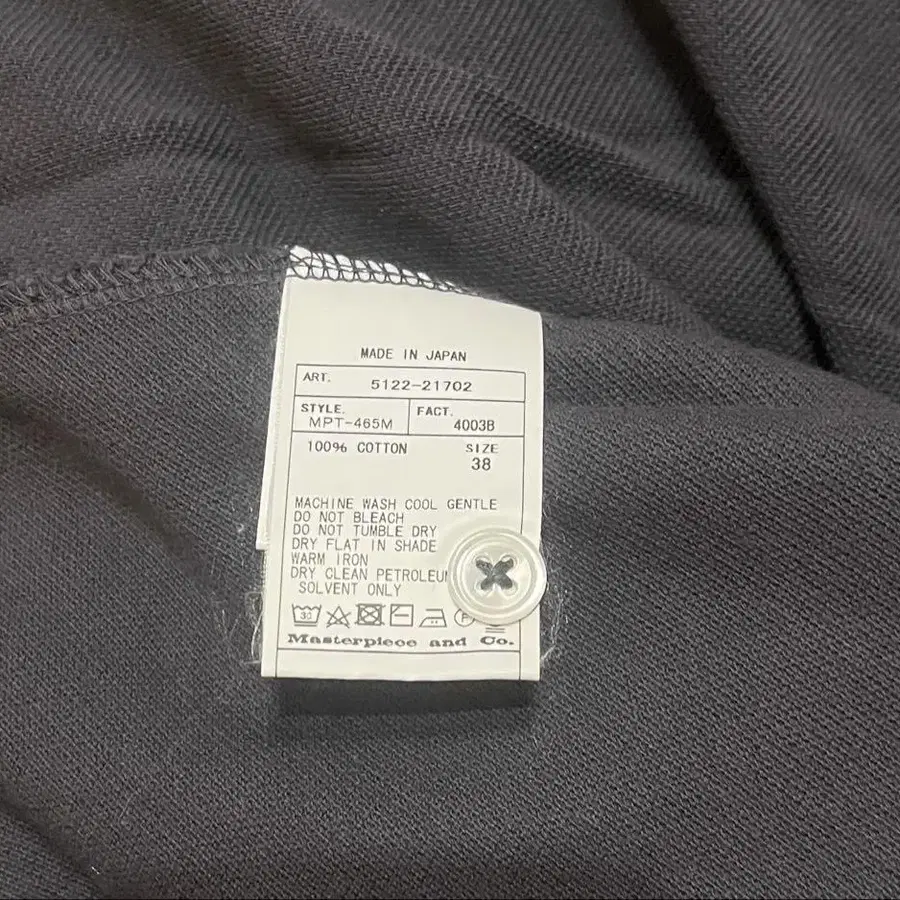 MADE IN JAPAN
ART. 5122-21702
STYLE. FACT.
MPT-465M 4003B
100% COTTON SIZE
38
MACHINE WASH COOL GENTLE
DO NOT BLEACH
DO NOT TUMBLE DRY
DRY FLAT IN SHADE
WARM IRON
DRY CLEAN PETROLEU
SOLVENT ONLY
30 P
Masterpiece and Co.